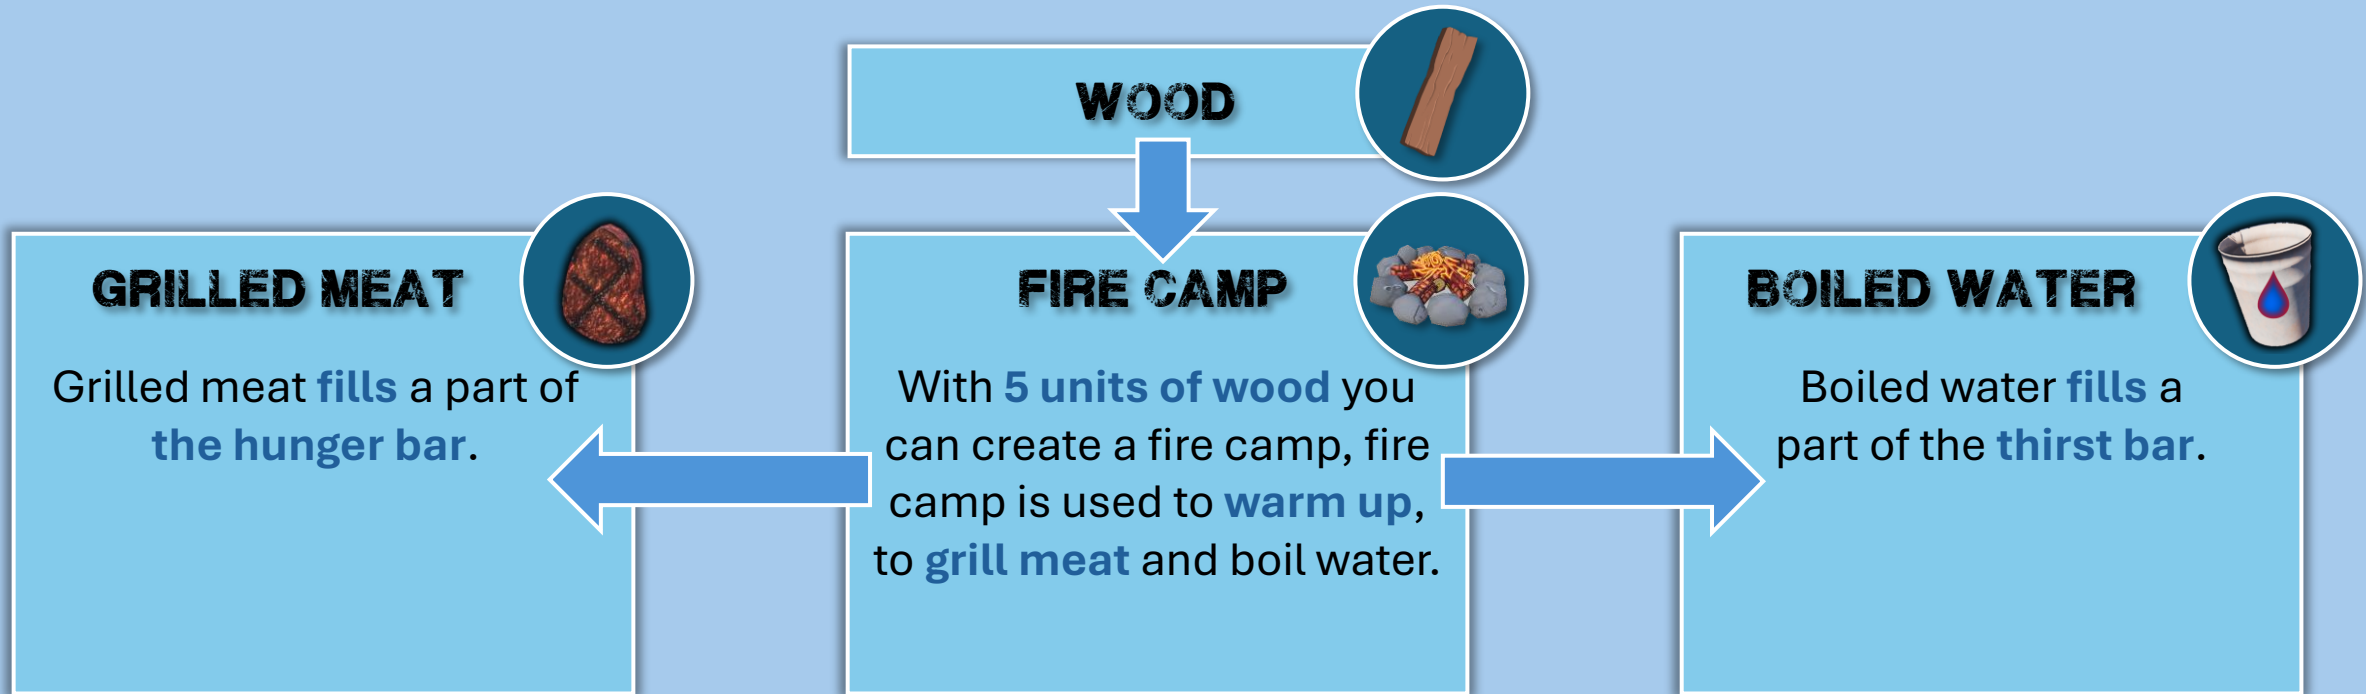 WOOD
GRILLED MEAT
Grilled meat fills a part of
the hunger bar.
FIRE CAMP
With 5 units of wood you
can create a fire camp, fire
camp is used to warm up,
to grill meat and boil water.
BOILED WATER
Boiled water fills a
part of the thirst bar.